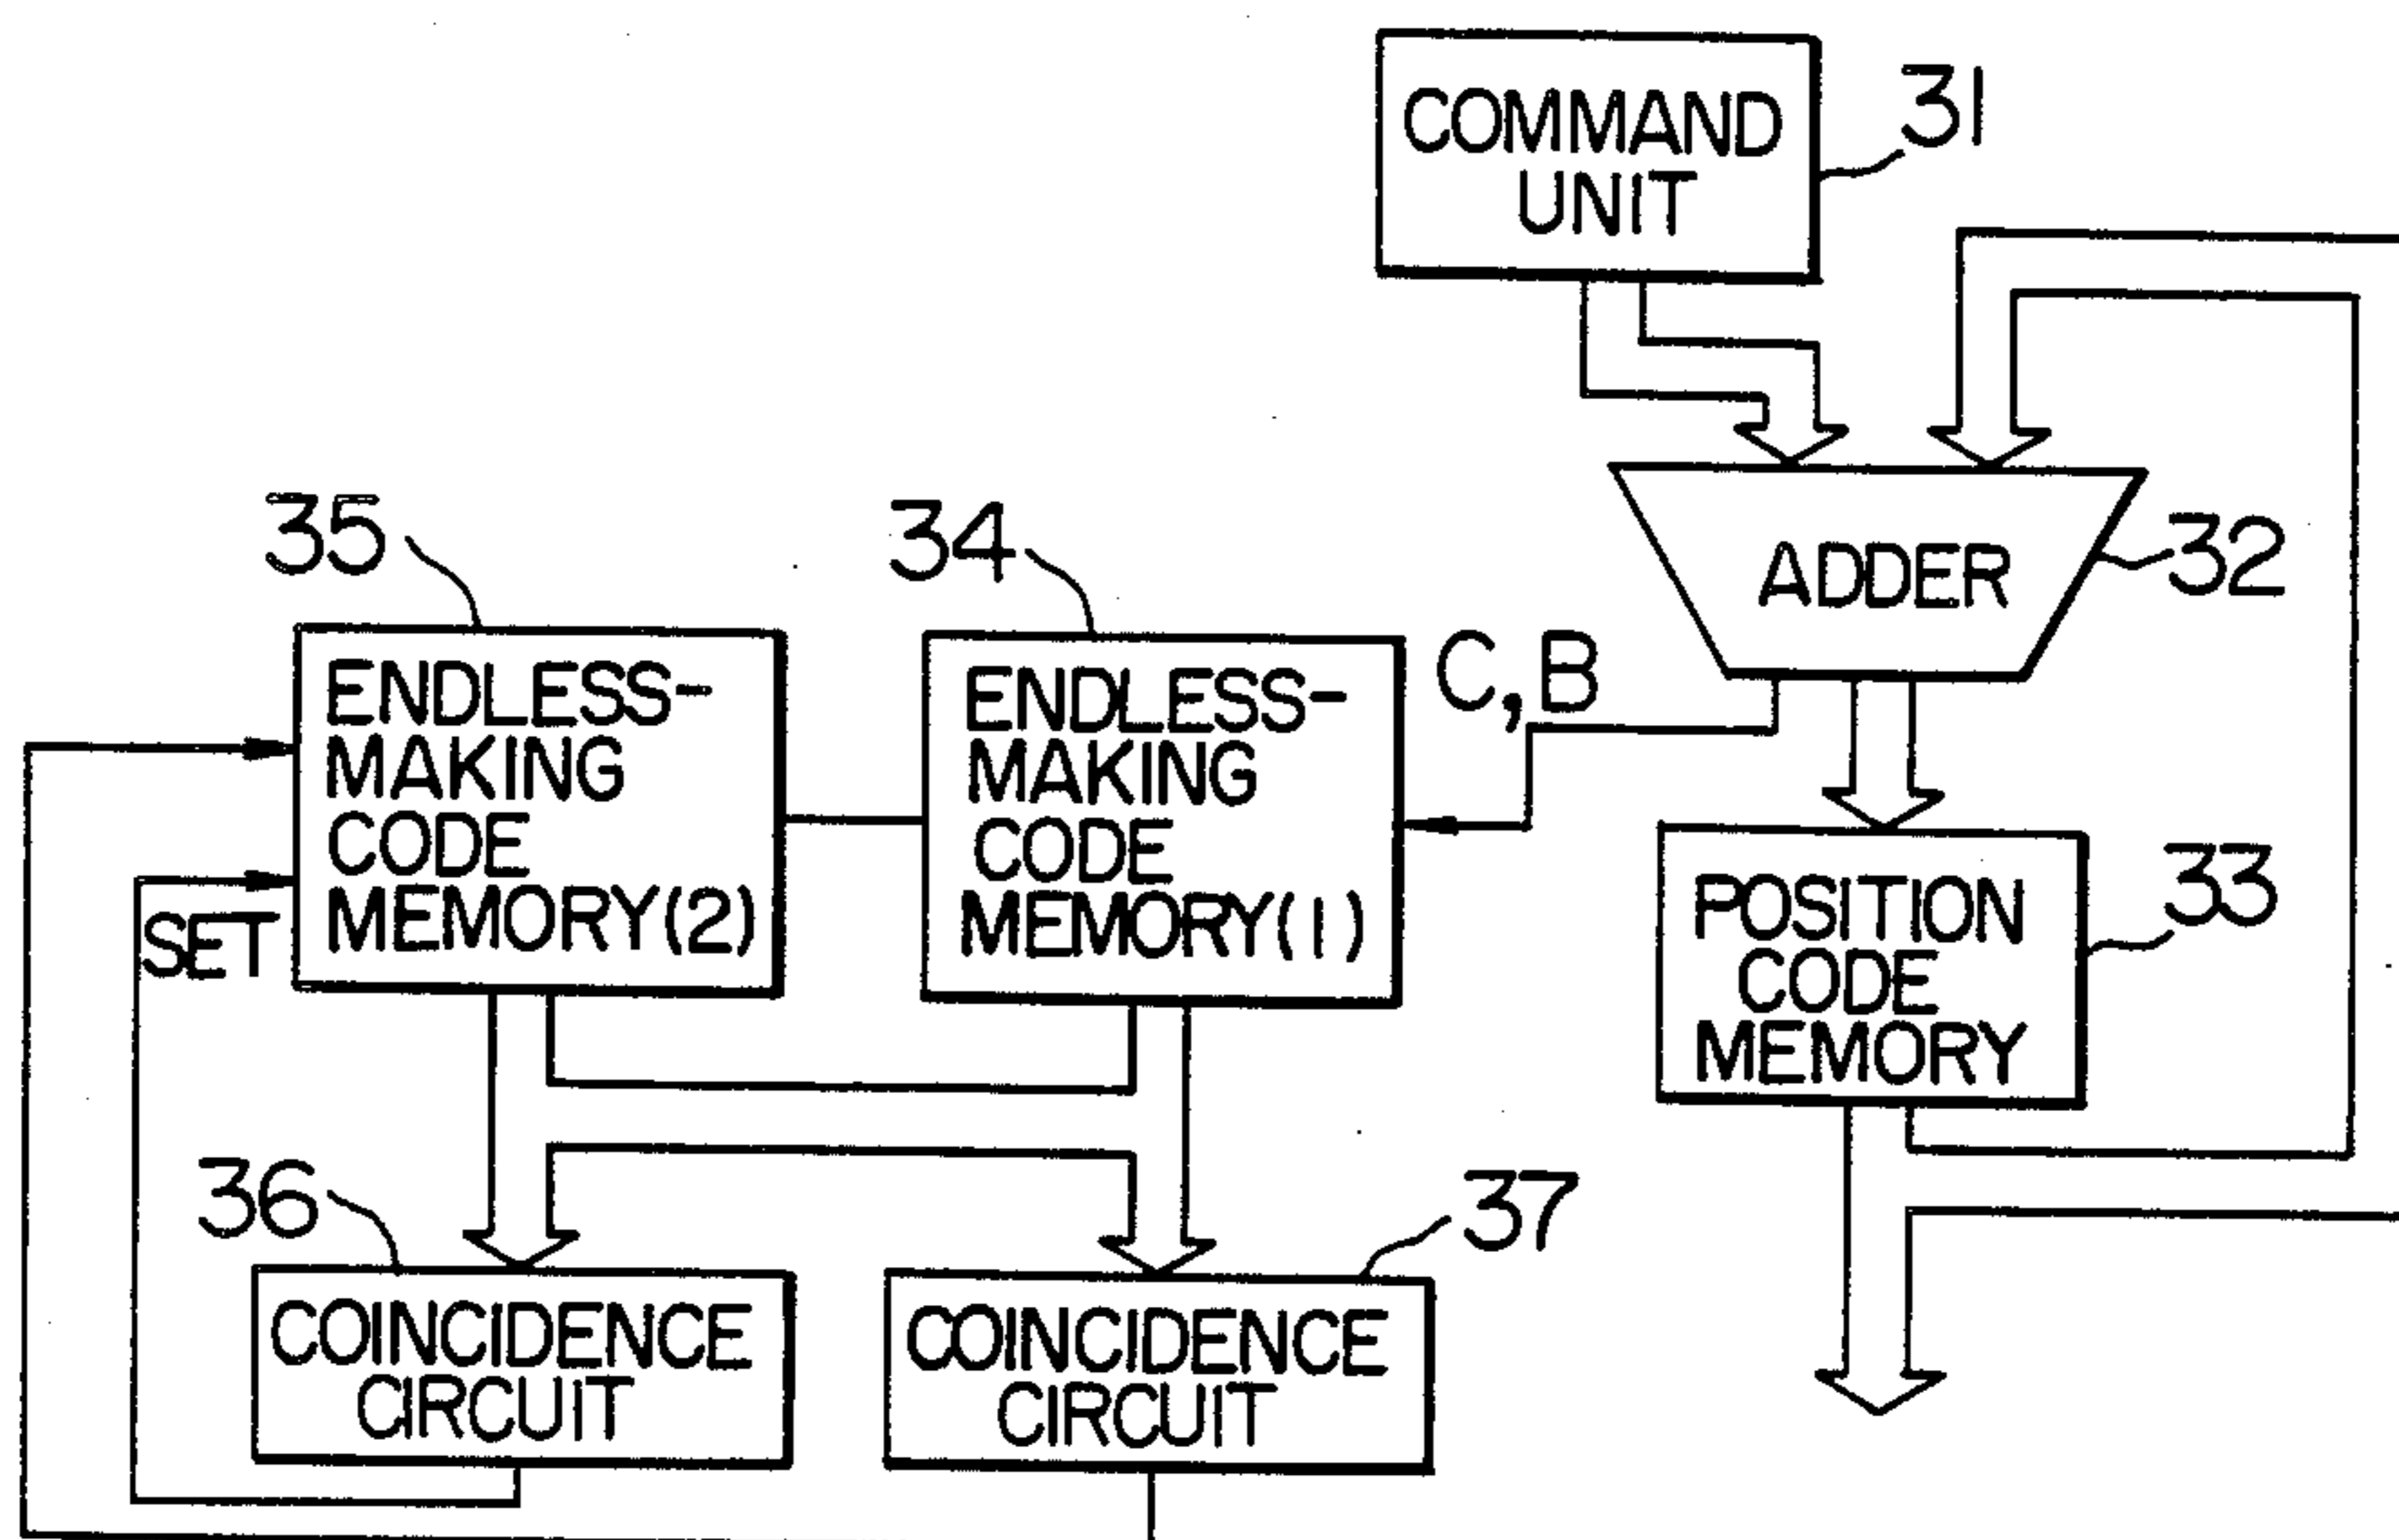 COMMAND
UNIT
31
ADDER
32
C,B
35
34
ENDLESS-
MAKING
CODE
MEMORY(2)
SET
ENDLESS-
MAKING
CODE
MEMORY(1)
POSITION
CODE
MEMORY
33
36
37
COINCIDENCE
CIRCUIT
COINCIDENCE
CIRCUIT